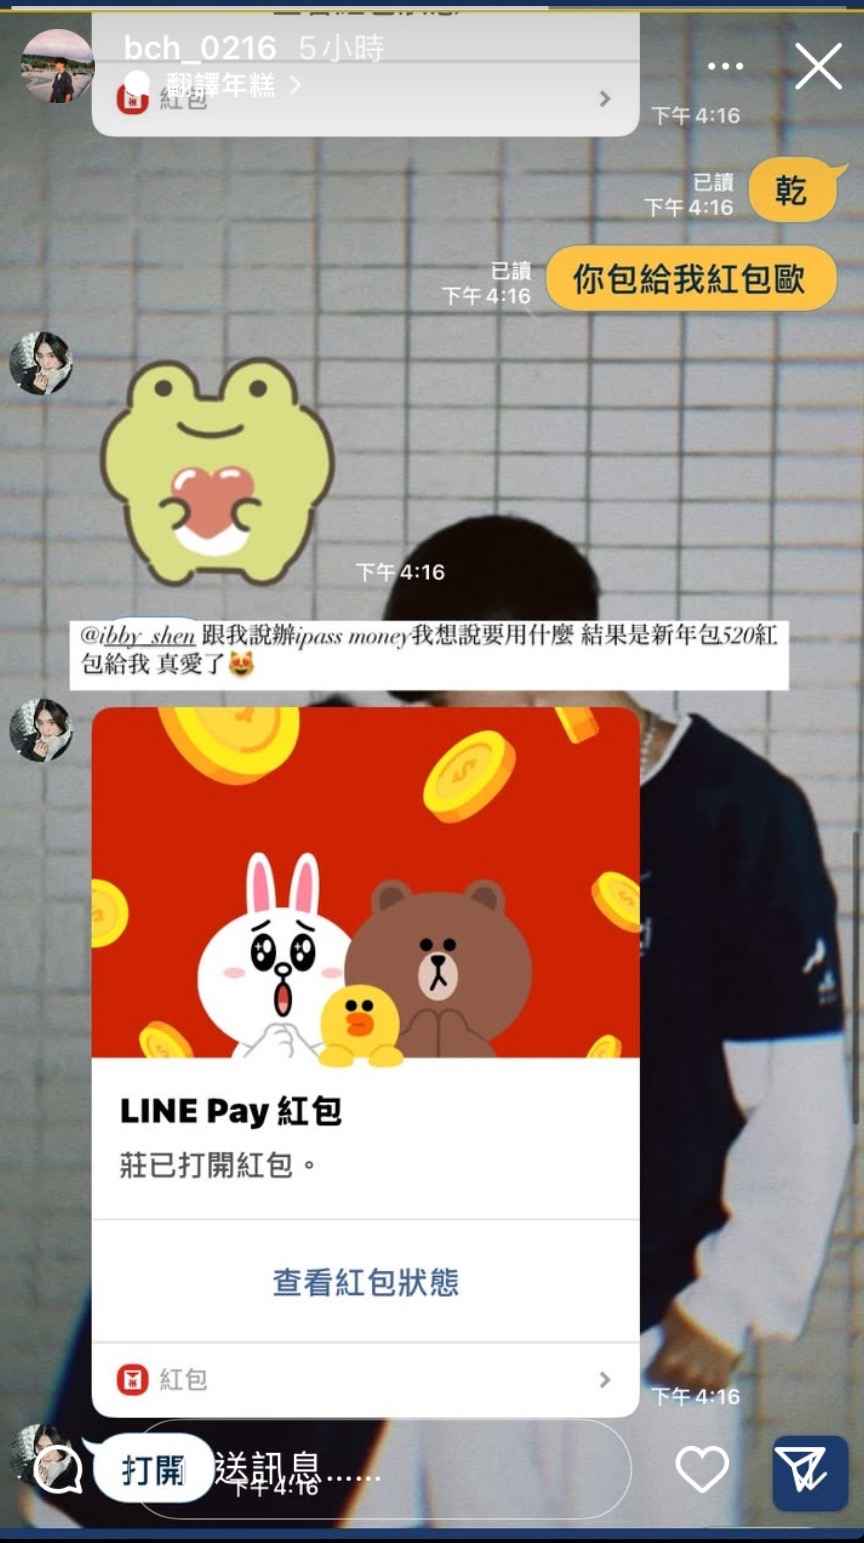 bch_0216 5小時
翻譯年糕
紅包
下午 4:16
已讀
下午 4:16
乾
已讀
下午 4:16
你包給我紅包歐
下午 4:16
@ibby_shen 跟我說辦ipass money我想說要用什麼 結果是新年包520紅
包給我 真愛了😻
LINE Pay 紅包
莊已打開紅包。
查看紅包狀態
紅包
下午 4:16
打開
送訊息......
下午 4:16